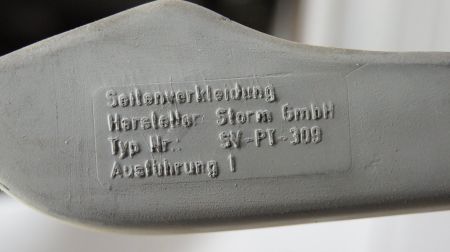 Seitenverkleidung
Hersteller Storm GmbH
Typ Nr.: SV-PT-309
Ausführung 1